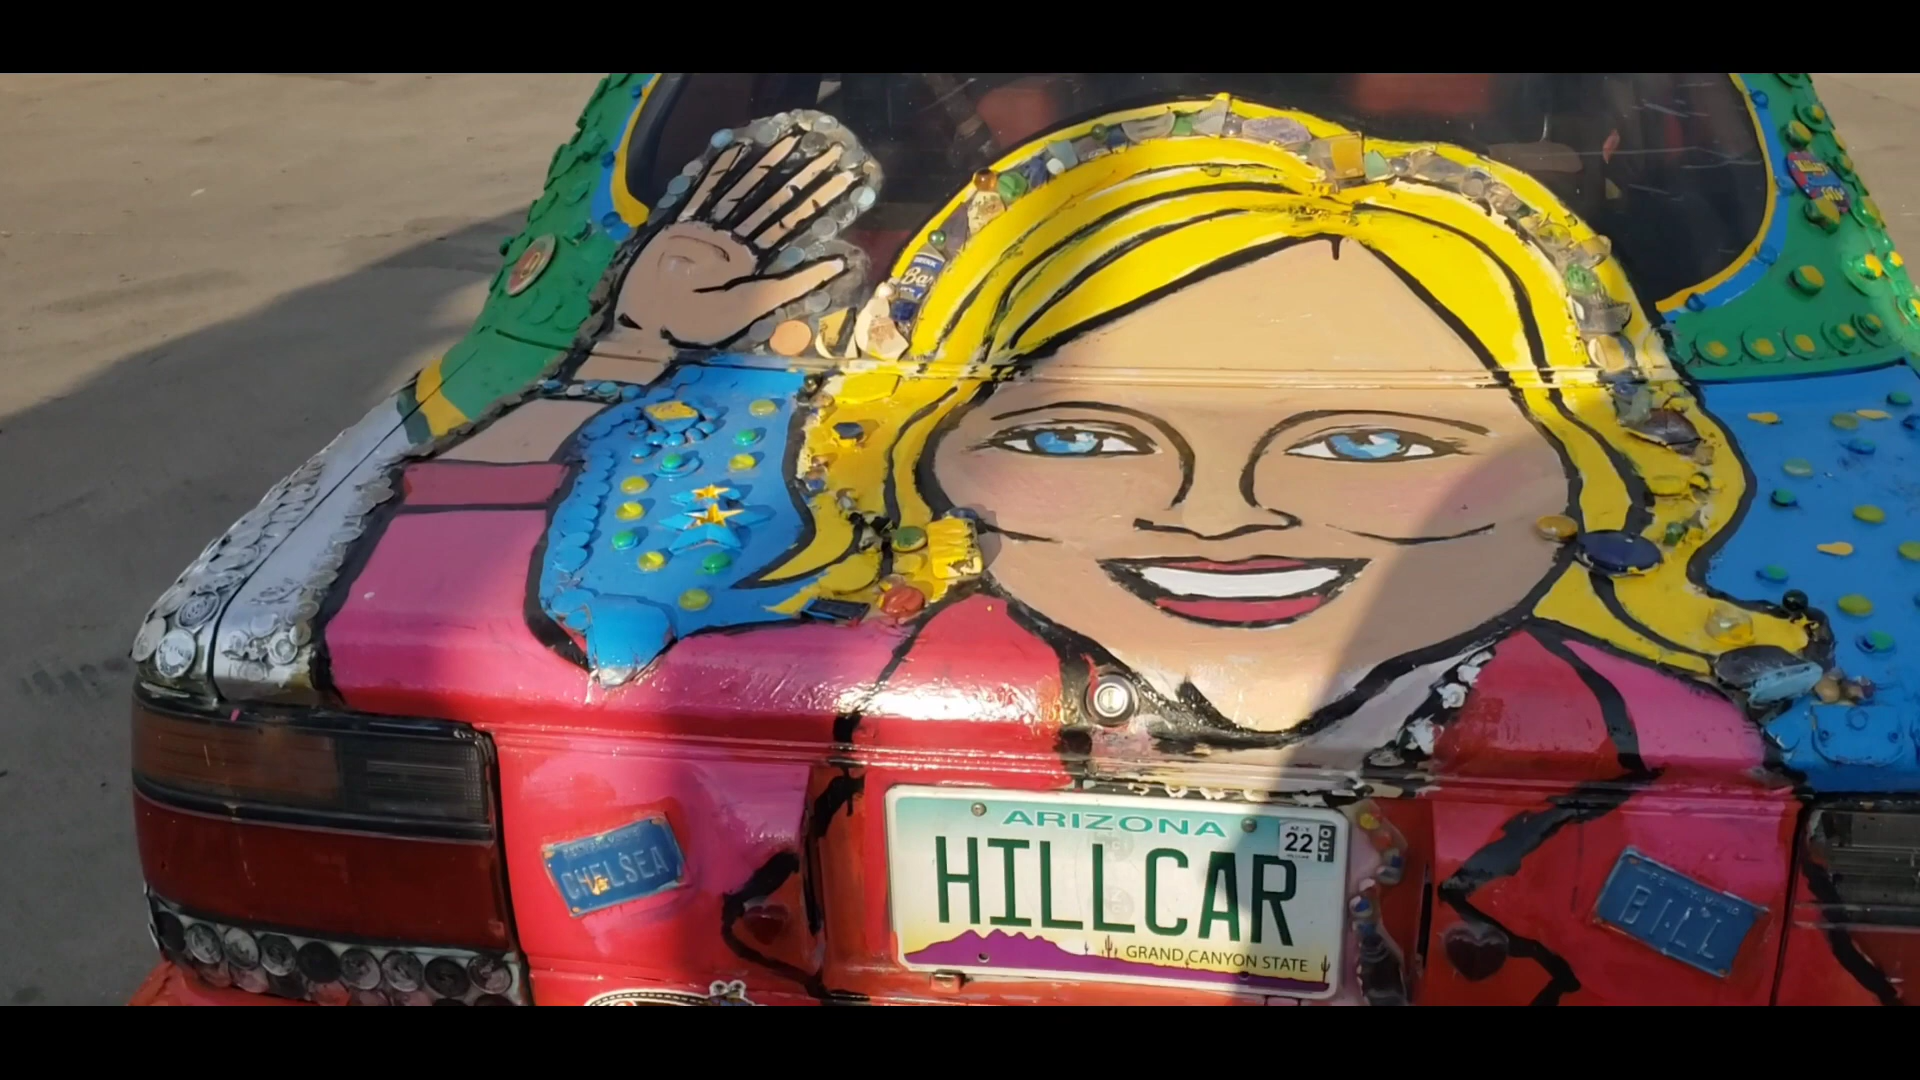 ARIZONA
22
OCT
HILLCAR
GRAND CANYON STATE
CHELSEA
BILL